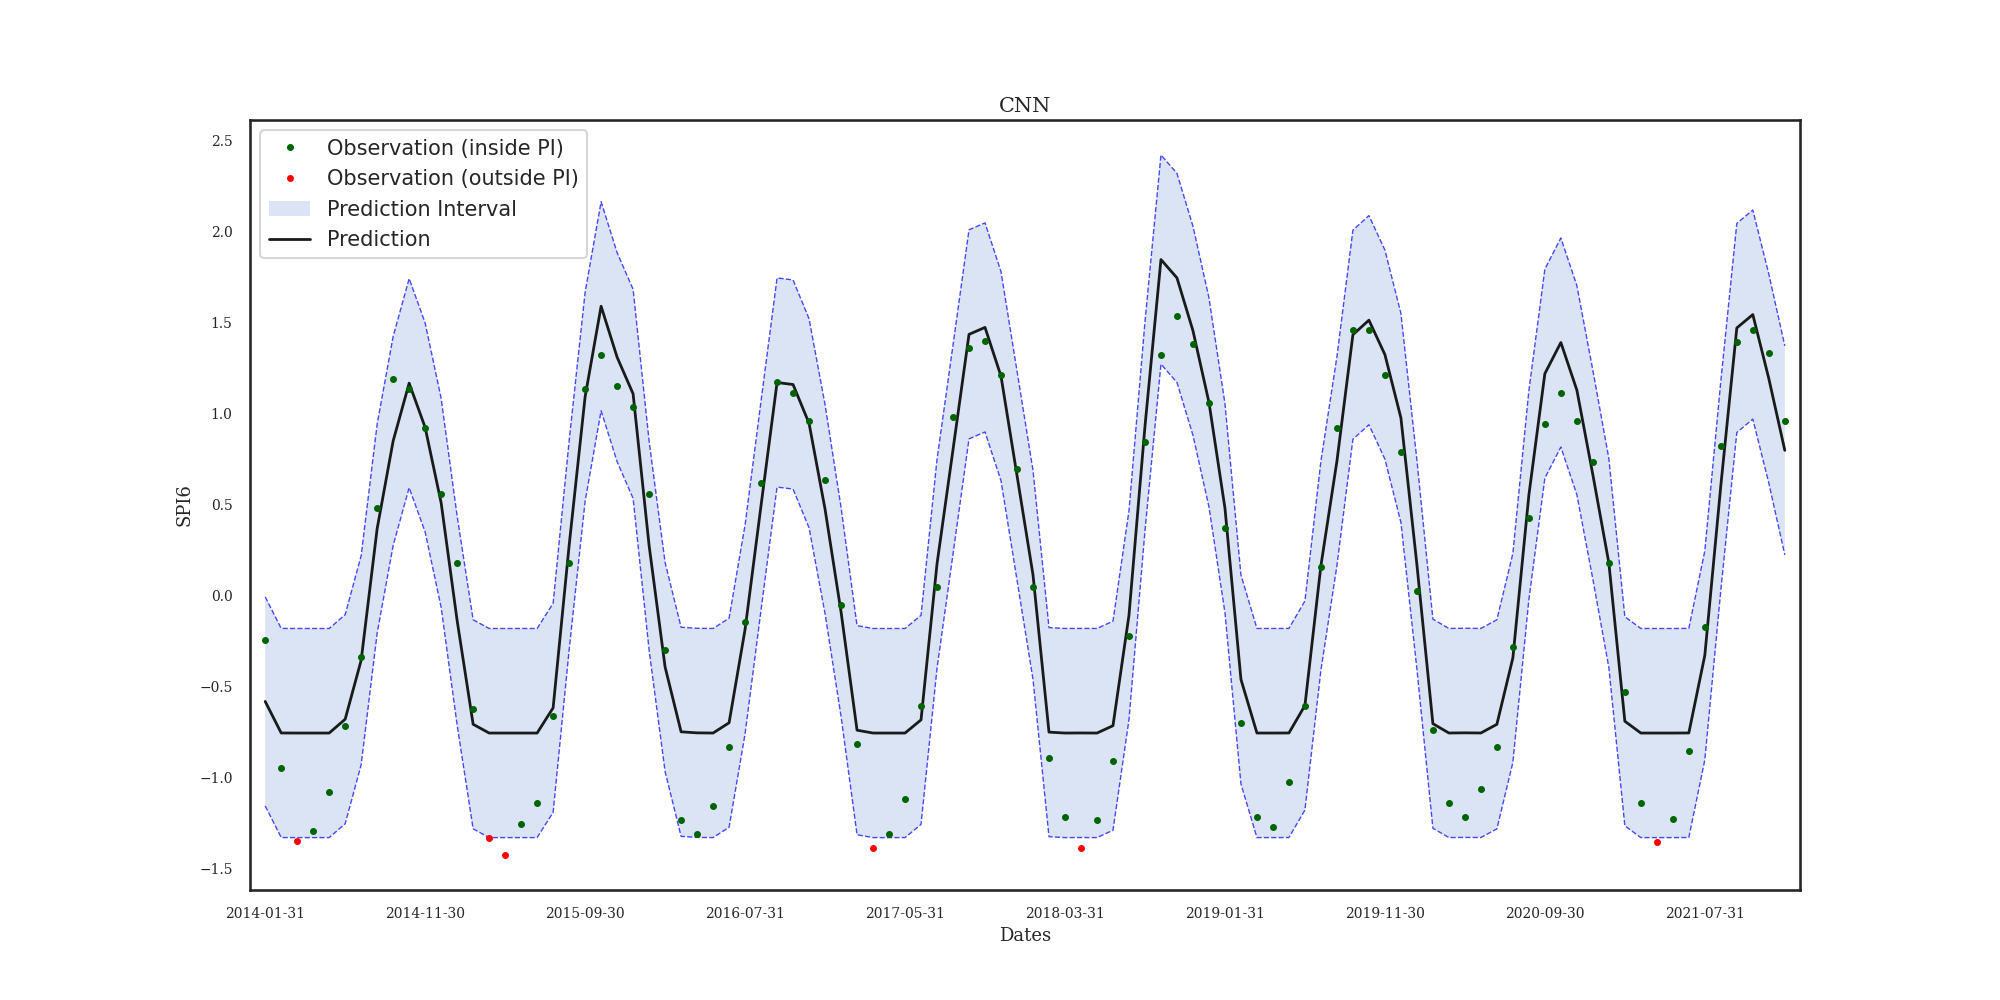 CNN
2.5
2.0
1.5
1.0
0.5
0.0
−0.5
−1.0
−1.5
SPI6
Observation (inside PI)
Observation (outside PI)
Prediction Interval
Prediction
2014-01-31 2014-11-30 2015-09-30 2016-07-31 2017-05-31 2018-03-31 2019-01-31 2019-11-30 2020-09-30 2021-07-31
Dates